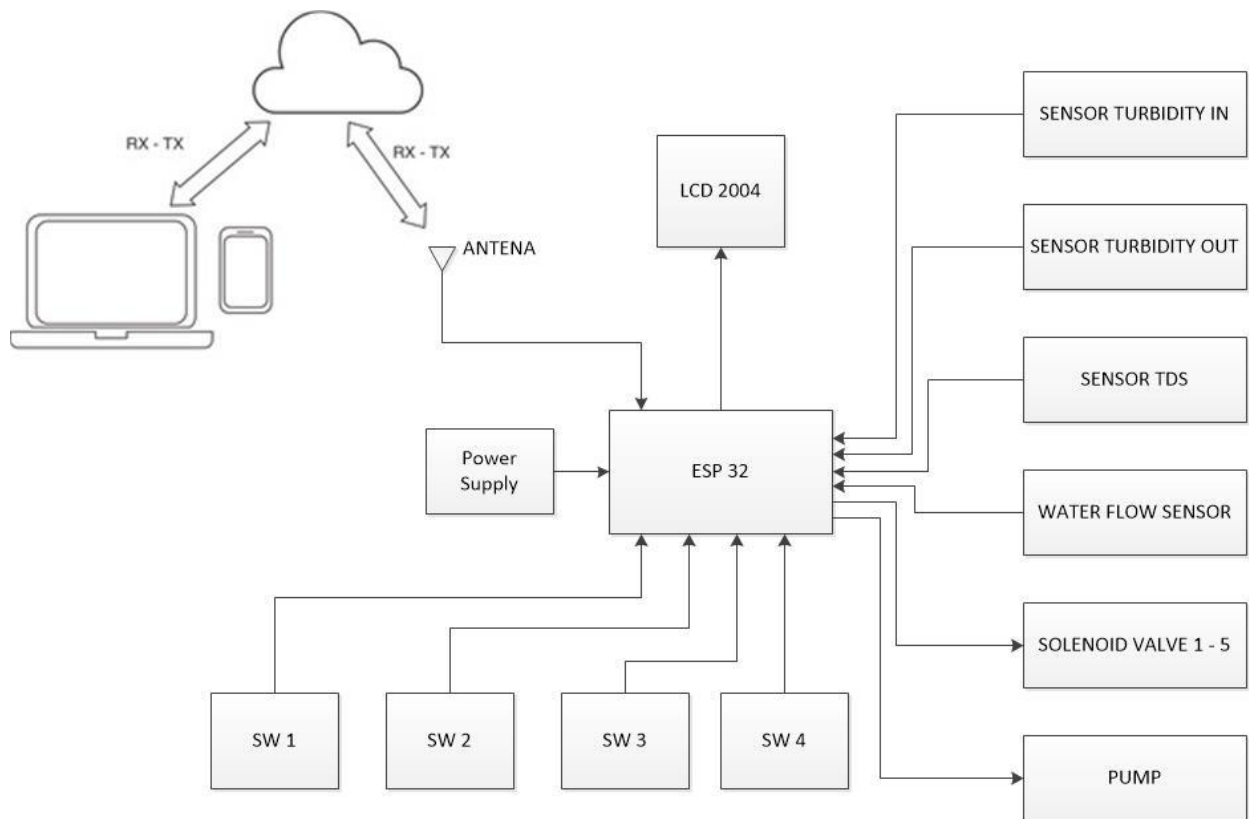 RX - TX
RX - TX
ANTENA
LCD 2004
SENSOR TURBIDITY IN
SENSOR TURBIDITY OUT
SENSOR TDS
Power
Supply
ESP 32
WATER FLOW SENSOR
SOLENOID VALVE 1 - 5
SW 1
SW 2
SW 3
SW 4
PUMP